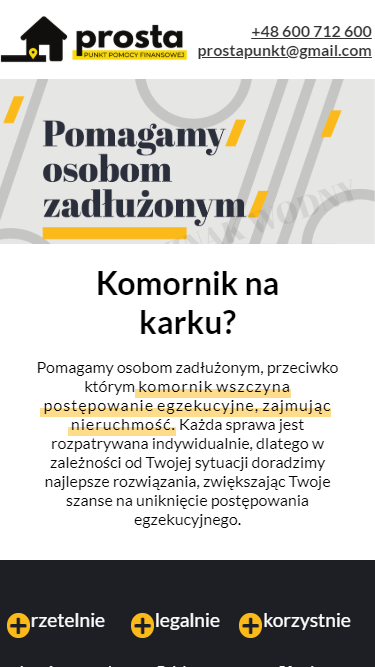 prosta
PUNKT POMOCY FINANSOWEJ
+48 600 712 600
prostapunkt@gmail.com
Pomagamy
osobom
zadłużonym
WODNY
Komornik na
karku?
Pomagamy osobom zadłużonym, przeciwko
którym komornik wszczyna
postępowanie egzekucyjne, zajmując
nieruchomość. Każda sprawa jest
rozpatrywana indywidualnie, dlatego w
zależności od Twojej sytuacji doradzimy
najlepsze rozwiązania, zwiększając Twoje
szanse na uniknięcie postępowania
egzekucyjnego.
rzetelnie
legalnie
korzystnie